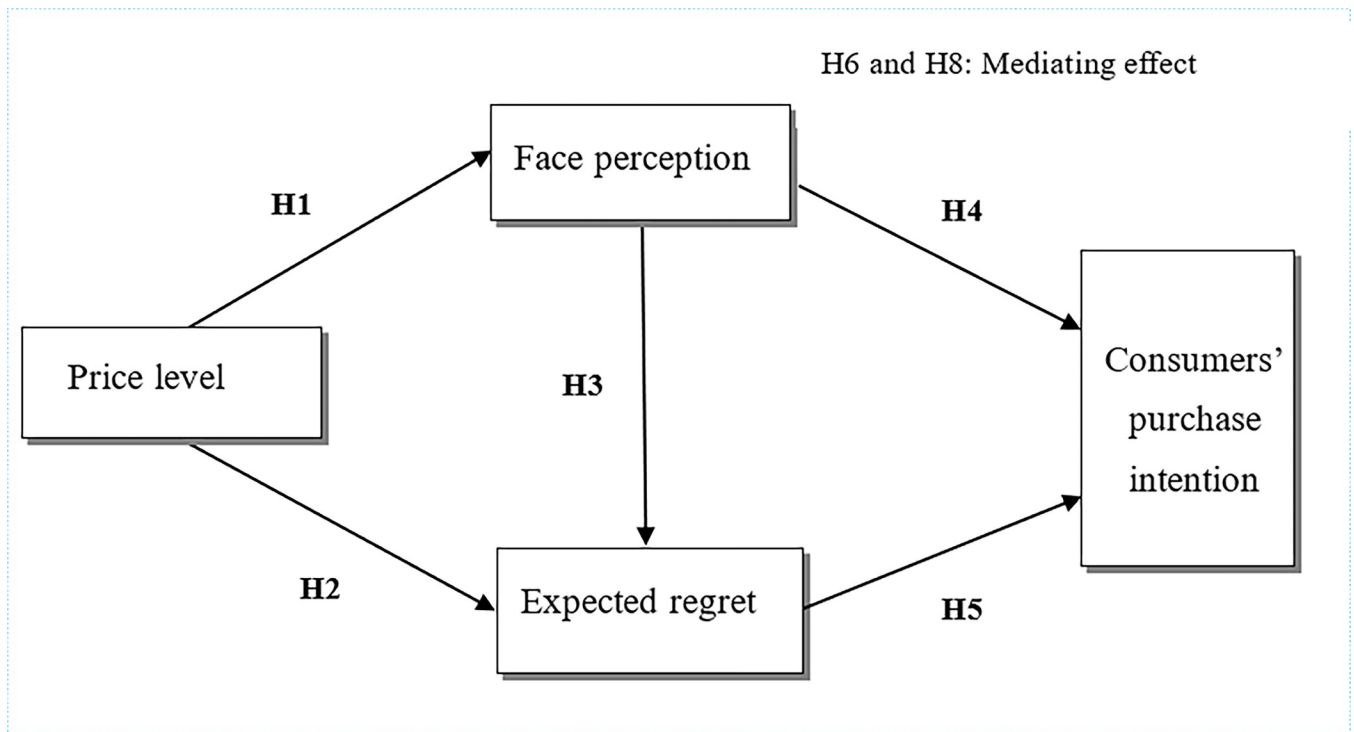 H6 and H8: Mediating effect
Face perception
H1
H4
Price level
H3
Consumers’
purchase
intention
H2
Expected regret
H5